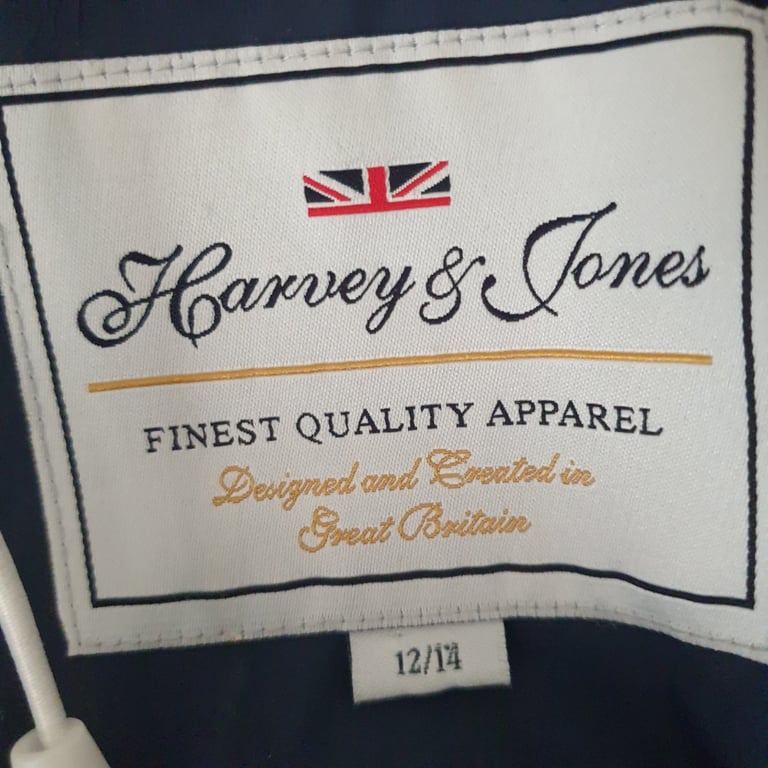 Harvey & Jones
FINEST QUALITY APPAREL
Designed and Created in
Great Britain
12/14